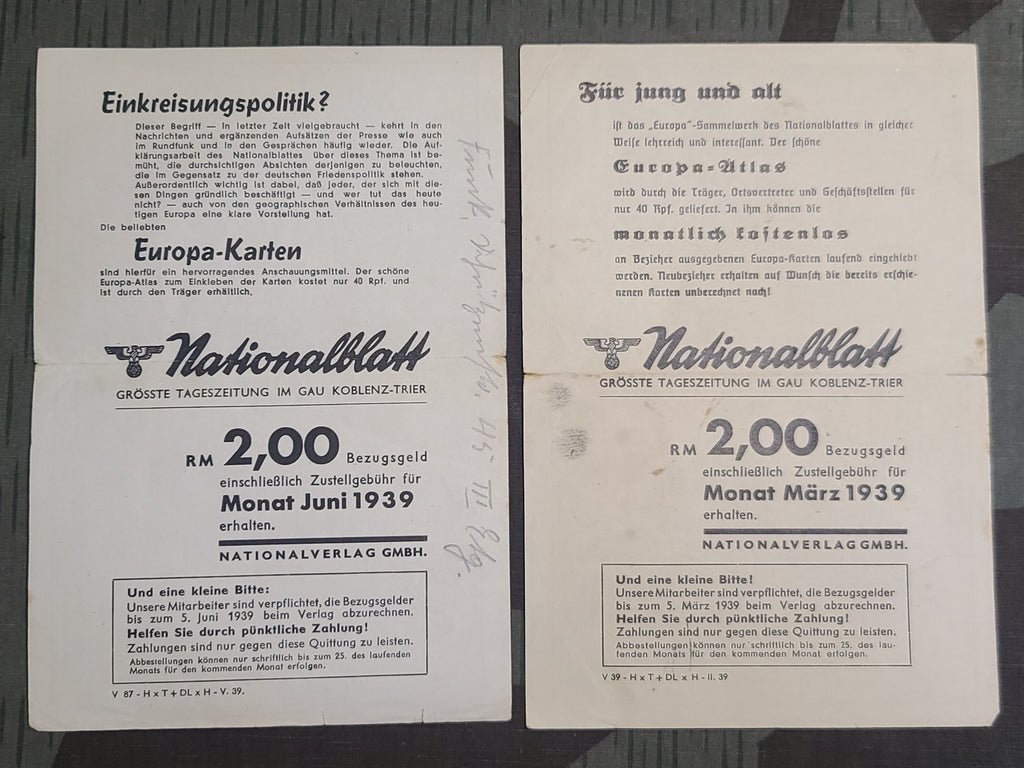 Einkreisungspolitik?
Dieser Begriff — in letzter Zeit vielgebraucht — kehrt in den
Nachrichten und ergänzenden Aufsätzen der Presse wie auch
im Rundfunk und in den Gesprächen häufig wieder. Die Auf-
klärungsarbeit des Nationalblattes über dieses Thema ist be-
müht, die durchsichtigen Absichten derjenigen zu beleuchten,
die im Gegensatz zu der deutschen Friedenspolitik stehen.
Außerordentlich wichtig ist dabei, daß jeder, der sich mit die-
sen Dingen gründlich beschäftigt — und wer tut das heute
nicht? — auch von den geographischen Verhältnissen des heu-
tigen Europa eine klare Vorstellung hat.
Die beliebten
Europa-Karten
sind hierfür ein hervorragendes Anschauungsmittel. Der schöne
Europa-Atlas zum Einkleben der Karten kostet nur 40 Rpf. und
ist durch den Träger erhältlich.
Nationalblatt
GRÖSSTE TAGESZEITUNG IM GAU KOBLENZ-TRIER
RM 2,00 Bezugsgeld
einschließlich Zustellgebühr für
Monat Juni 1939
erhalten.
NATIONALVERLAG GMBH.
Und eine kleine Bitte:
Unsere Mitarbeiter sind verpflichtet, die Bezugsgelder
bis zum 5. Juni 1939 beim Verlag abzurechnen.
Helfen Sie durch pünktliche Zahlung!
Zahlungen sind nur gegen diese Quittung zu leisten.
Abbestellungen können nur schriftlich bis zum 25. des laufenden
Monats für den kommenden Monat erfolgen.
V 87 - H x T + DL x H - V. 39.
45 III
Für jung und alt
ist das „Europa"-Sammelwerk des Nationalblattes in gleicher
Weise lehrreich und interessant. Der schöne
Europa-Atlas
wird durch die Träger, Ortsvertreter und Geschäftsstellen für
nur 40 Rpf. geliefert. In ihm können die
monatlich kostenlos
an Bezieher ausgegebenen Europa-Karten laufend eingeklebt
werden. Neubezieher erhalten auf Wunsch die bereits erschie-
nenen Karten unberechnet nach!
Nationalblatt
GRÖSSTE TAGESZEITUNG IM GAU KOBLENZ-TRIER
RM 2,00 Bezugsgeld
einschließlich Zustellgebühr für
Monat März 1939
erhalten.
NATIONALVERLAG GMBH.
Und eine kleine Bitte!
Unsere Mitarbeiter sind verpflichtet, die Bezugsgelder
bis zum 5. März 1939 beim Verlag abzurechnen.
Helfen Sie durch pünktliche Zahlung!
Zahlungen sind nur gegen diese Quittung zu leisten.
Abbestellungen können nur schriftlich bis zum 25. des lau-
fenden Monats für den kommenden Monat erfolgen.
V 39 - H x T + DL x H - II. 39